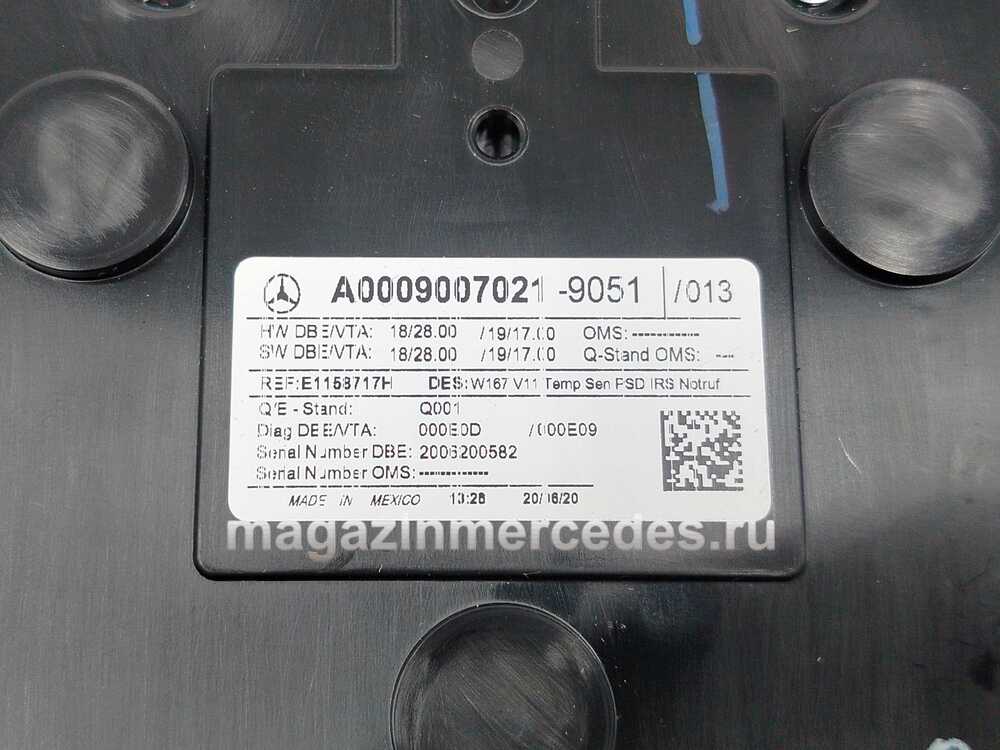 A0009007021 -9051 /013
HW DBE/VTA: 18/28.00 /19/17.00 OMS: -----------
SW DBE/VTA: 18/28.00 /19/17.00 Q-Stand OMS: ---
REF:E1158717H DES:W167 V11 Temp Sen PSD IRS Notruf
Q/E - Stand: Q001
Diag DBE/VTA: 000E0D /000E09
Serial Number DBE: 2006200582
Serial Number OMS: -----------
MADE IN MEXICO 13:28 20/06/20
magazinmercedes.ru